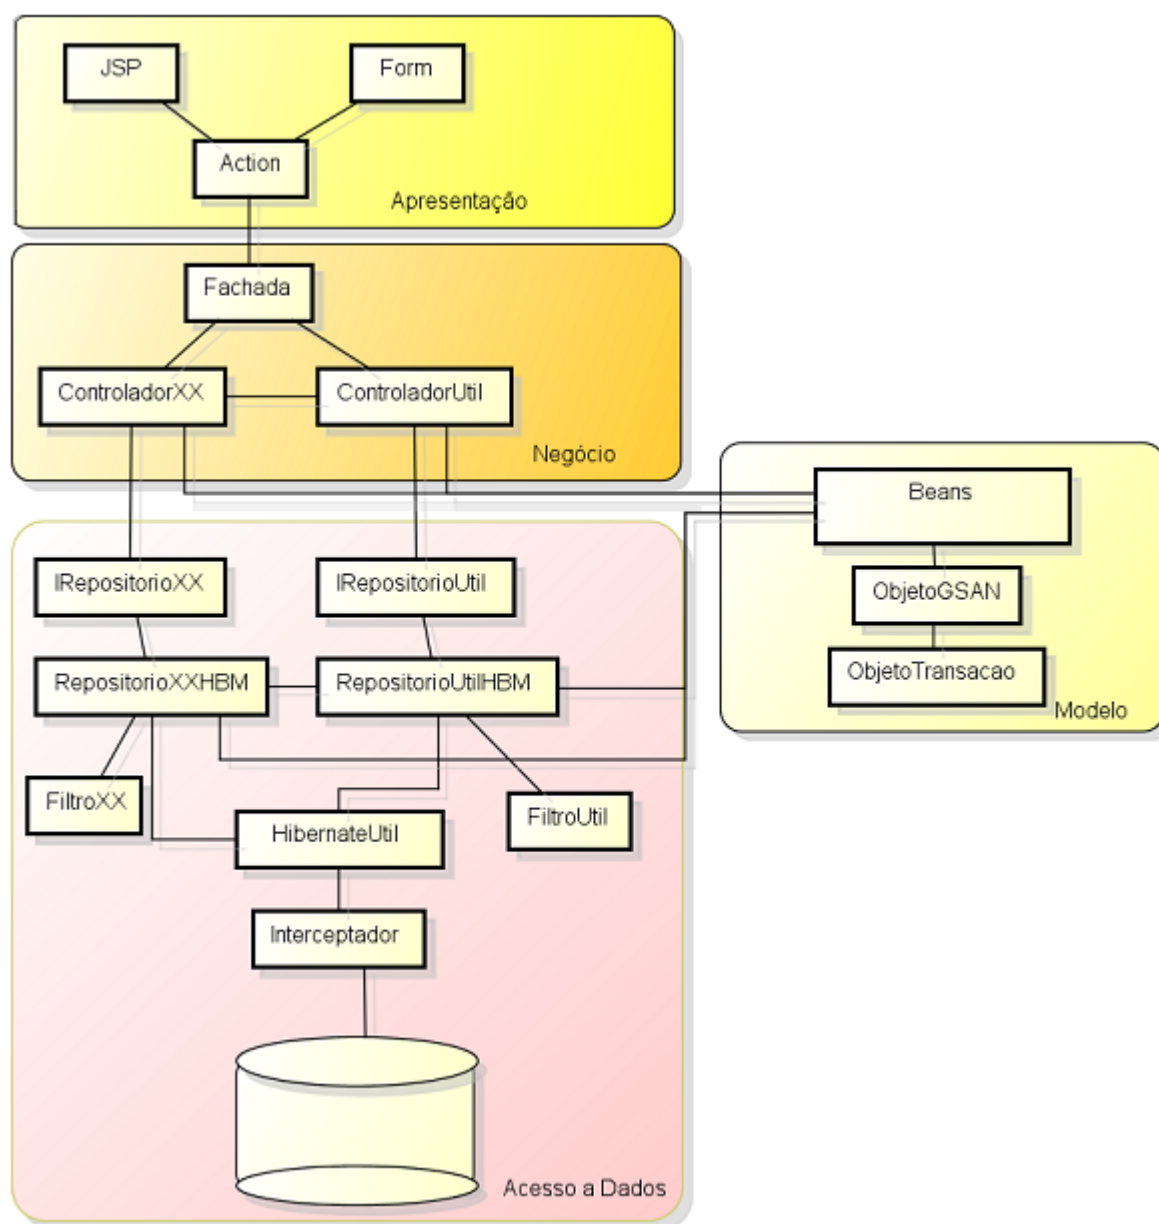 JSP
Form
Action
Apresentação
Fachada
ControladorXX
ControladorUtil
Negócio
Beans
ObjetoGSAN
ObjetoTransacao
Modelo
IRepositorioXX
IRepositorioUtil
RepositorioXXHBM
RepositorioUtilHBM
FiltroXX
FiltroUtil
HibernateUtil
Interceptador
Acesso a Dados